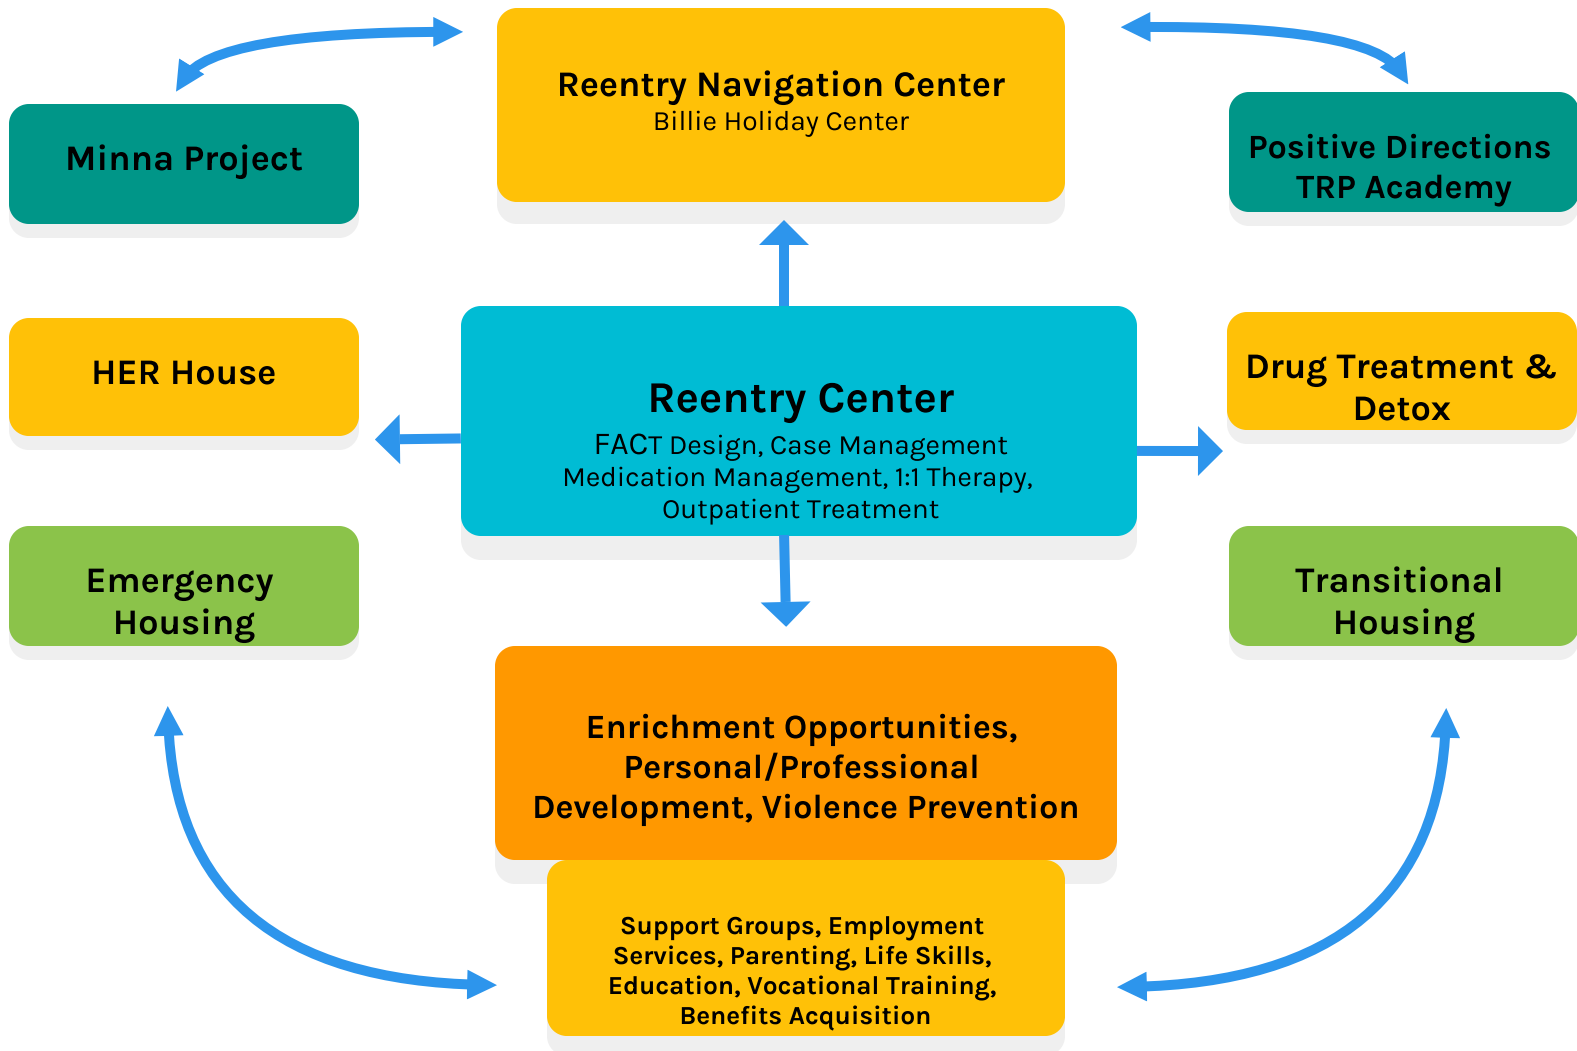 Reentry Navigation Center
Billie Holiday Center
Minna Project
Positive Directions
TRP Academy
HER House
Reentry Center
FACT Design, Case Management
Medication Management, 1:1 Therapy,
Outpatient Treatment
Drug Treatment &
Detox
Emergency
Housing
Transitional
Housing
Enrichment Opportunities,
Personal/Professional
Development, Violence Prevention
Support Groups, Employment
Services, Parenting, Life Skills,
Education, Vocational Training,
Benefits Acquisition